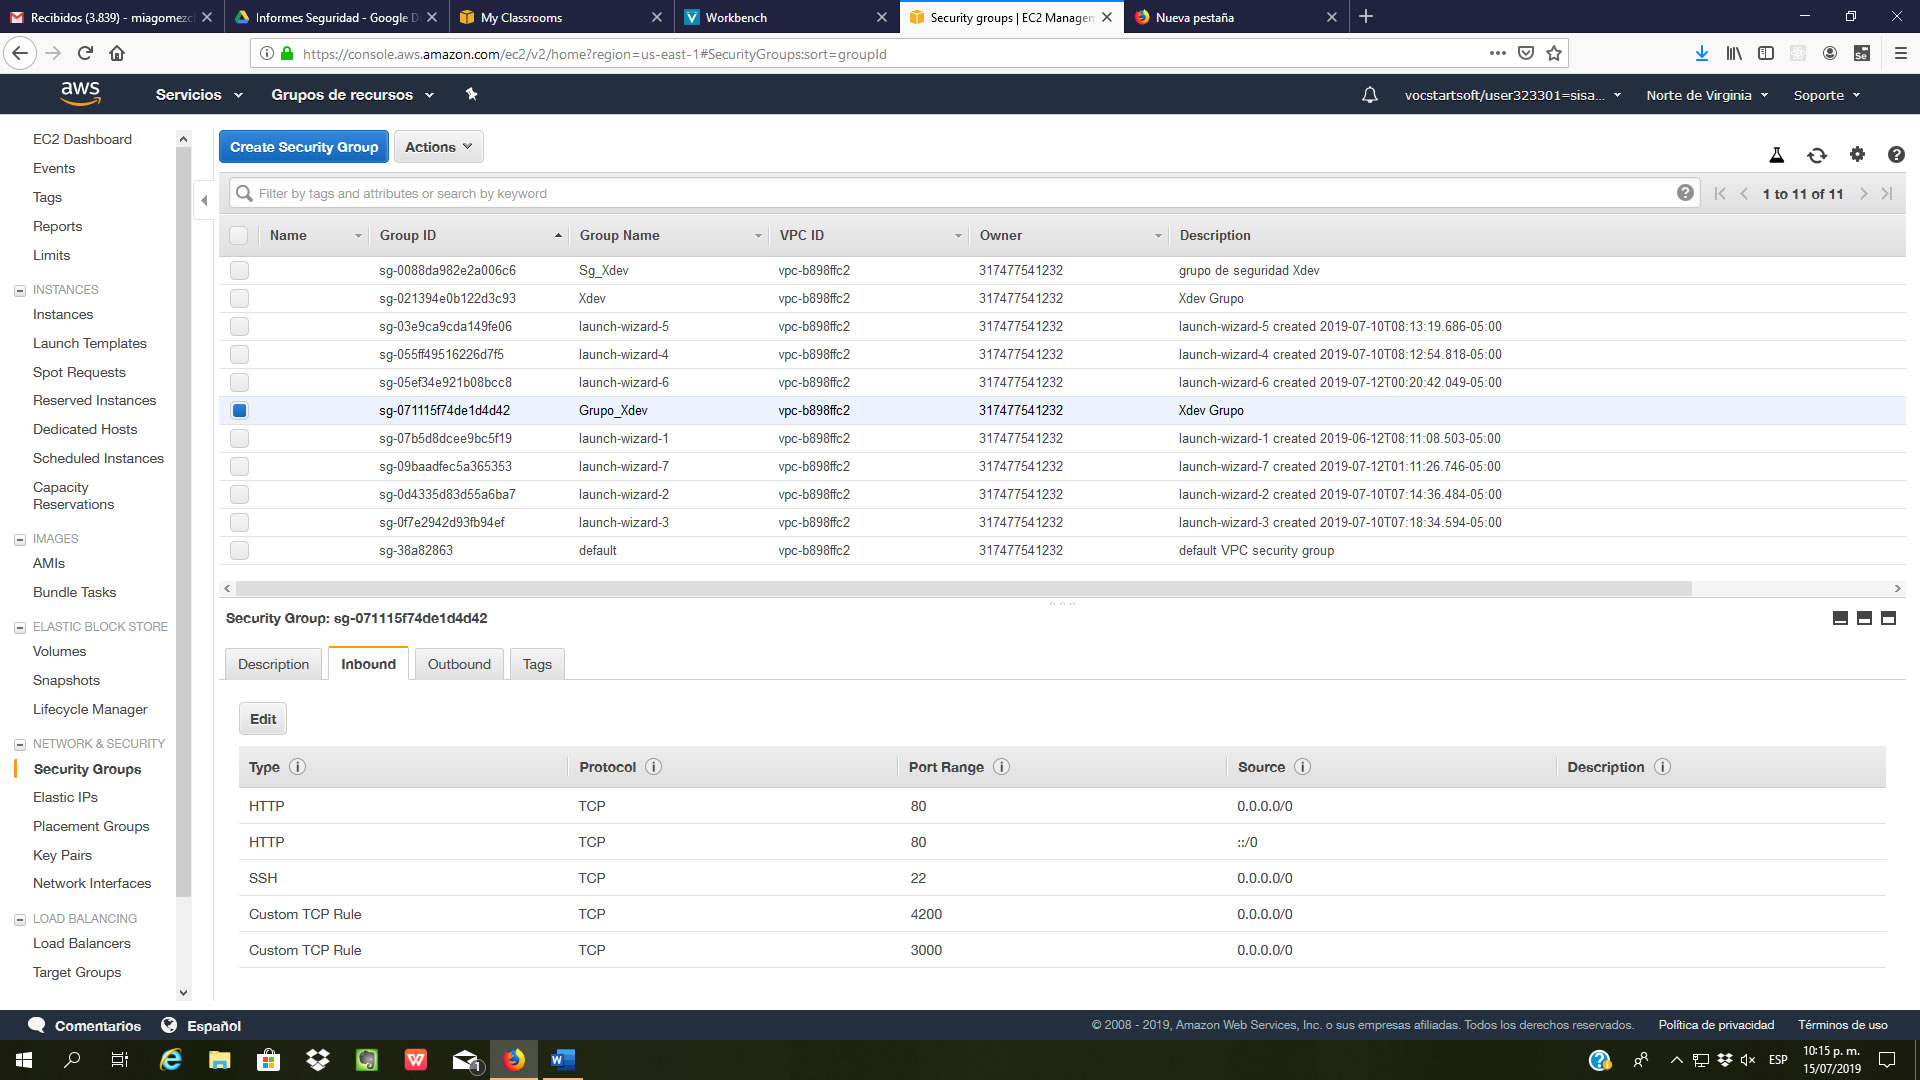 Recibidos (3.839) - miagomezc
Informes Seguridad - Google D
My Classrooms
Workbench
Security groups | EC2 Managem
Nueva pestaña
https://console.aws.amazon.com/ec2/v2/home?region=us-east-1#SecurityGroups:sort=groupId
aws
Servicios
Grupos de recursos
vocstartsoft/user323301=sisa...
Norte de Virginia
Soporte
EC2 Dashboard
Events
Tags
Reports
Limits
INSTANCES
Instances
Launch Templates
Spot Requests
Reserved Instances
Dedicated Hosts
Scheduled Instances
Capacity
Reservations
IMAGES
AMIs
Bundle Tasks
ELASTIC BLOCK STORE
Volumes
Snapshots
Lifecycle Manager
NETWORK & SECURITY
Security Groups
Elastic IPs
Placement Groups
Key Pairs
Network Interfaces
LOAD BALANCING
Load Balancers
Target Groups
Create Security Group
Actions
Filter by tags and attributes or search by keyword
1 to 11 of 11
Name Group ID Group Name VPC ID Owner Description
sg-0088da982e2a006c6 Sg_Xdev vpc-b898ffc2 317477541232 grupo de seguridad Xdev
sg-021394e0b122d3c93 Xdev vpc-b898ffc2 317477541232 Xdev Grupo
sg-03e9ca9cda149fe06 launch-wizard-5 vpc-b898ffc2 317477541232 launch-wizard-5 created 2019-07-10T08:13:19.686-05:00
sg-055ff49516226d7f5 launch-wizard-4 vpc-b898ffc2 317477541232 launch-wizard-4 created 2019-07-10T08:12:54.818-05:00
sg-05ef34e921b08bcc8 launch-wizard-6 vpc-b898ffc2 317477541232 launch-wizard-6 created 2019-07-12T00:20:42.049-05:00
sg-071115f74de1d4d42 Grupo_Xdev vpc-b898ffc2 317477541232 Xdev Grupo
sg-07b5d8dcee9bc5f19 launch-wizard-1 vpc-b898ffc2 317477541232 launch-wizard-1 created 2019-06-12T08:11:08.503-05:00
sg-09baadfec5a365353 launch-wizard-7 vpc-b898ffc2 317477541232 launch-wizard-7 created 2019-07-12T01:11:26.746-05:00
sg-0d4335d83d55a6ba7 launch-wizard-2 vpc-b898ffc2 317477541232 launch-wizard-2 created 2019-07-10T07:14:36.484-05:00
sg-0f7e2942d93fb94ef launch-wizard-3 vpc-b898ffc2 317477541232 launch-wizard-3 created 2019-07-10T07:18:34.594-05:00
sg-38a82863 default vpc-b898ffc2 317477541232 default VPC security group
Security Group: sg-071115f74de1d4d42
Description
Inbound
Outbound
Tags
Edit
Type Protocol Port Range Source Description
HTTP TCP 80 0.0.0.0/0
HTTP TCP 80 ::/0
SSH TCP 22 0.0.0.0/0
Custom TCP Rule TCP 4200 0.0.0.0/0
Custom TCP Rule TCP 3000 0.0.0.0/0
Comentarios
Español
© 2008 - 2019, Amazon Web Services, Inc. o sus empresas afiliadas. Todos los derechos reservados.
Política de privacidad
Términos de uso
ESP
10:15 p. m.
15/07/2019